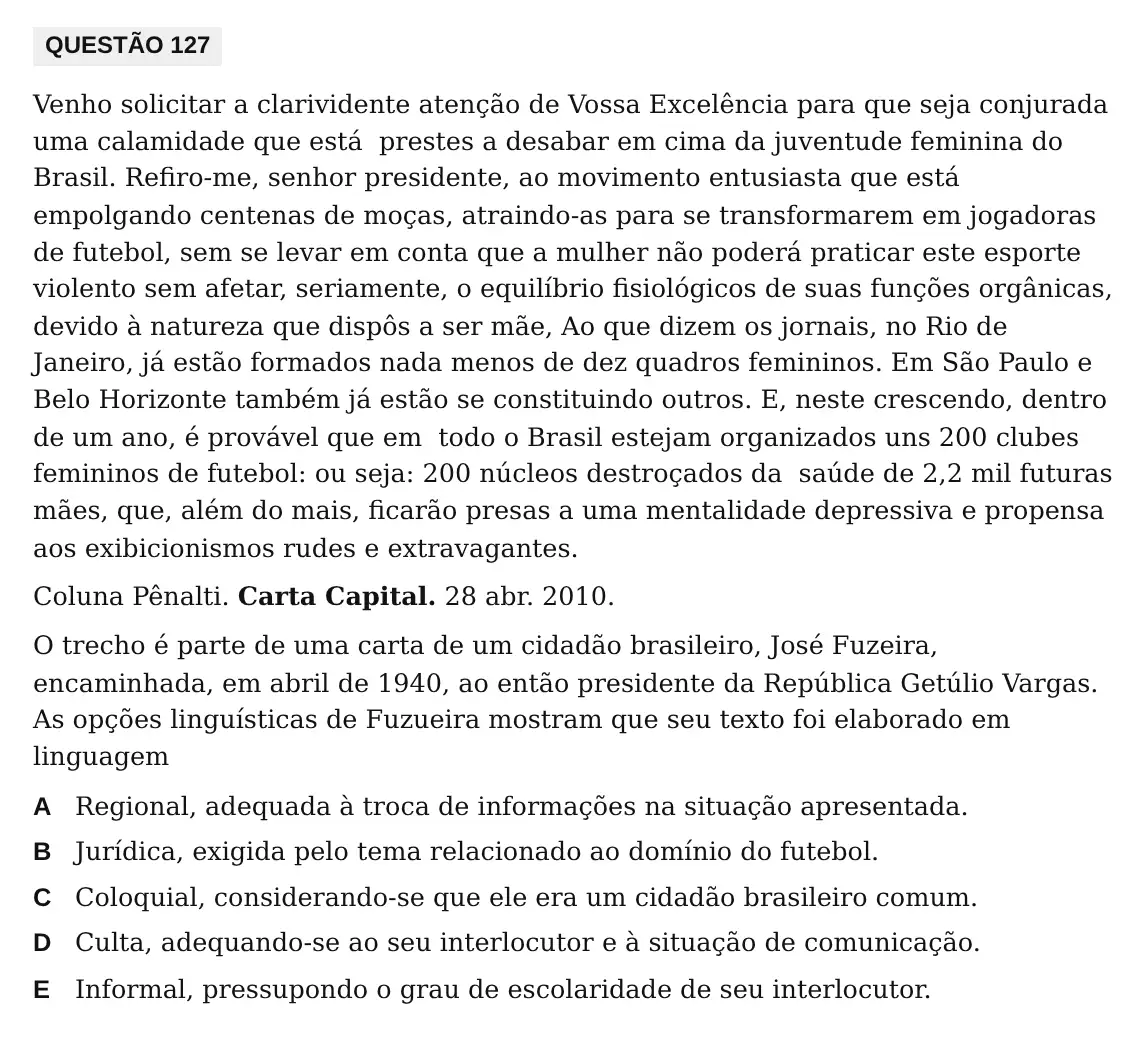 QUESTÃO 127
Venho solicitar a clarividente atenção de Vossa Excelência para que seja conjurada
uma calamidade que está  prestes a desabar em cima da juventude feminina do
Brasil. Refiro-me, senhor presidente, ao movimento entusiasta que está
empolgando centenas de moças, atraindo-as para se transformarem em jogadoras
de futebol, sem se levar em conta que a mulher não poderá praticar este esporte
violento sem afetar, seriamente, o equilíbrio fisiológicos de suas funções orgânicas,
devido à natureza que dispôs a ser mãe, Ao que dizem os jornais, no Rio de
Janeiro, já estão formados nada menos de dez quadros femininos. Em São Paulo e
Belo Horizonte também já estão se constituindo outros. E, neste crescendo, dentro
de um ano, é provável que em  todo o Brasil estejam organizados uns 200 clubes
femininos de futebol: ou seja: 200 núcleos destroçados da  saúde de 2,2 mil futuras
mães, que, além do mais, ficarão presas a uma mentalidade depressiva e propensa
aos exibicionismos rudes e extravagantes.
Coluna Pênalti. Carta Capital. 28 abr. 2010.
O trecho é parte de uma carta de um cidadão brasileiro, José Fuzeira,
encaminhada, em abril de 1940, ao então presidente da República Getúlio Vargas.
As opções linguísticas de Fuzueira mostram que seu texto foi elaborado em
linguagem
A Regional, adequada à troca de informações na situação apresentada.
B Jurídica, exigida pelo tema relacionado ao domínio do futebol.
C Coloquial, considerando-se que ele era um cidadão brasileiro comum.
D Culta, adequando-se ao seu interlocutor e à situação de comunicação.
E Informal, pressupondo o grau de escolaridade de seu interlocutor.